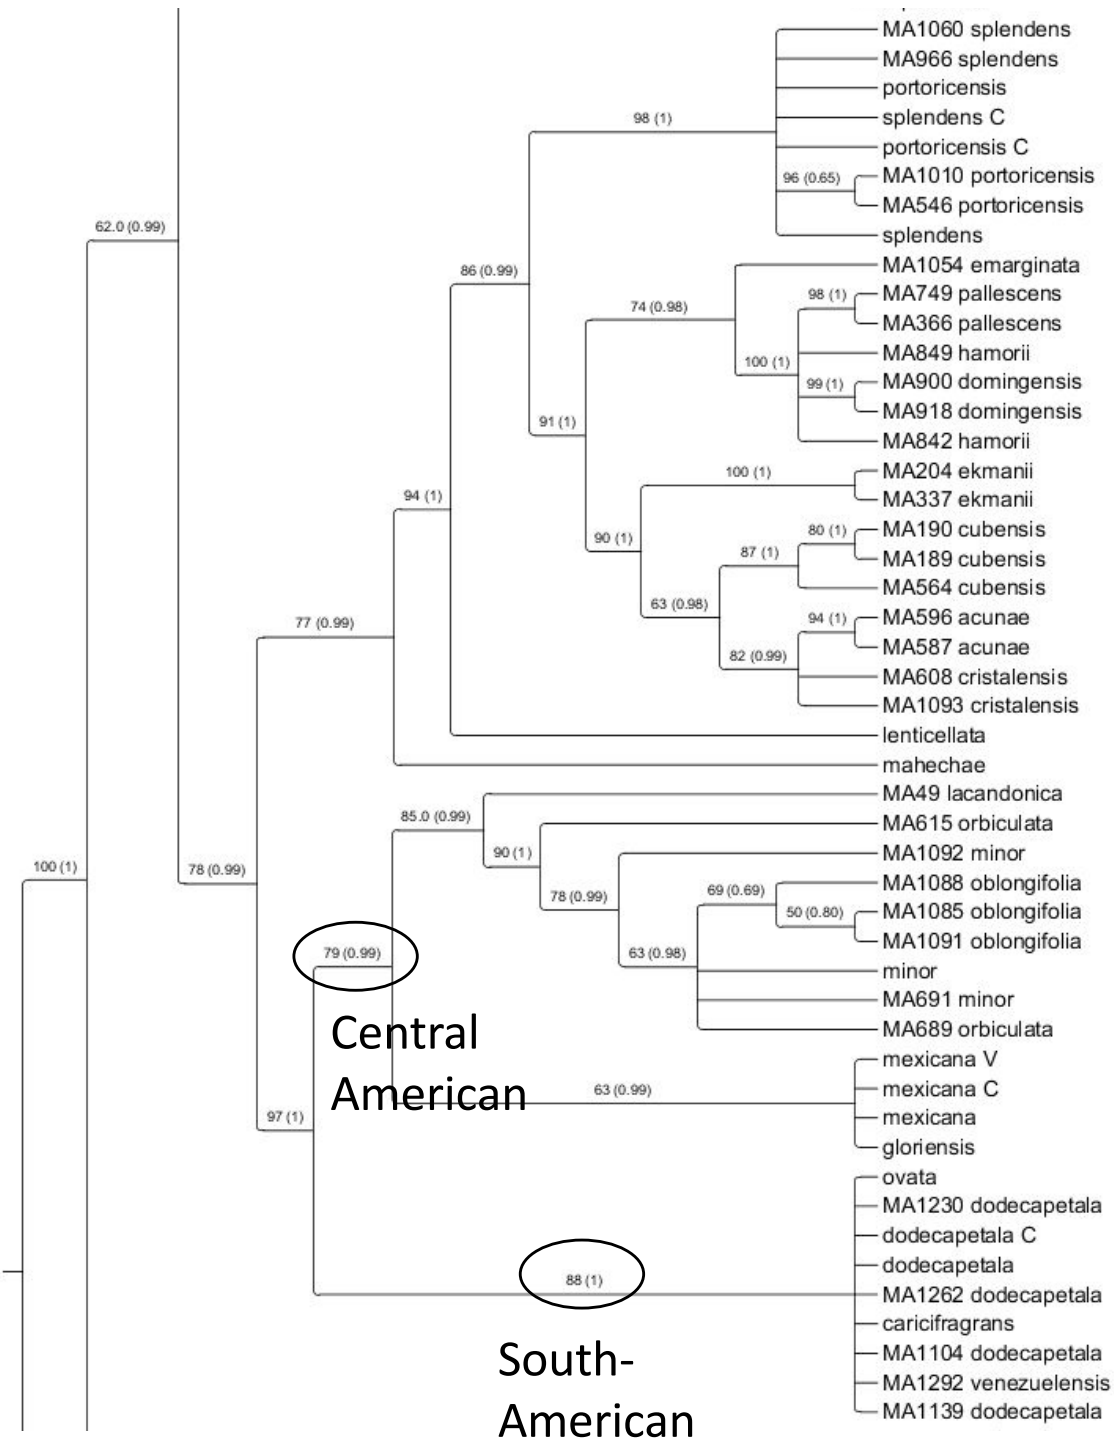 MA1060 splendens
MA966 splendens
portoricensis
98 (1)
splendens C
portoricensis C
96 (0.65)
MA1010 portoricensis
MA546 portoricensis
62.0 (0.99)
splendens
86 (0.99)
MA1054 emarginata
98 (1)
MA749 pallescens
74 (0.98)
MA366 pallescens
MA849 hamorii
100 (1)
99 (1)
MA900 domingensis
MA918 domingensis
91 (1)
MA842 hamorii
100 (1)
MA204 ekmanii
94 (1)
MA337 ekmanii
80 (1)
MA190 cubensis
90 (1)
87 (1)
MA189 cubensis
MA564 cubensis
63 (0.98)
94 (1)
MA596 acunae
77 (0.99)
MA587 acunae
82 (0.99)
MA608 cristalensis
MA1093 cristalensis
lenticellata
mahechae
MA49 lacandonica
85.0 (0.99)
MA615 orbiculata
90 (1)
MA1092 minor
100 (1)
78 (0.99)
69 (0.69)
MA1088 oblongifolia
78 (0.99)
50 (0.80)
MA1085 oblongifolia
MA1091 oblongifolia
79 (0.99)
63 (0.98)
minor
MA691 minor
Central
MA689 orbiculata
mexicana V
American
63 (0.99)
mexicana C
97 (1)
mexicana
gloriensis
ovata
MA1230 dodecapetala
dodecapetala C
dodecapetala
88 (1)
MA1262 dodecapetala
caricifragrans
South-
MA1104 dodecapetala
MA1292 venezuelensis
American
MA1139 dodecapetala